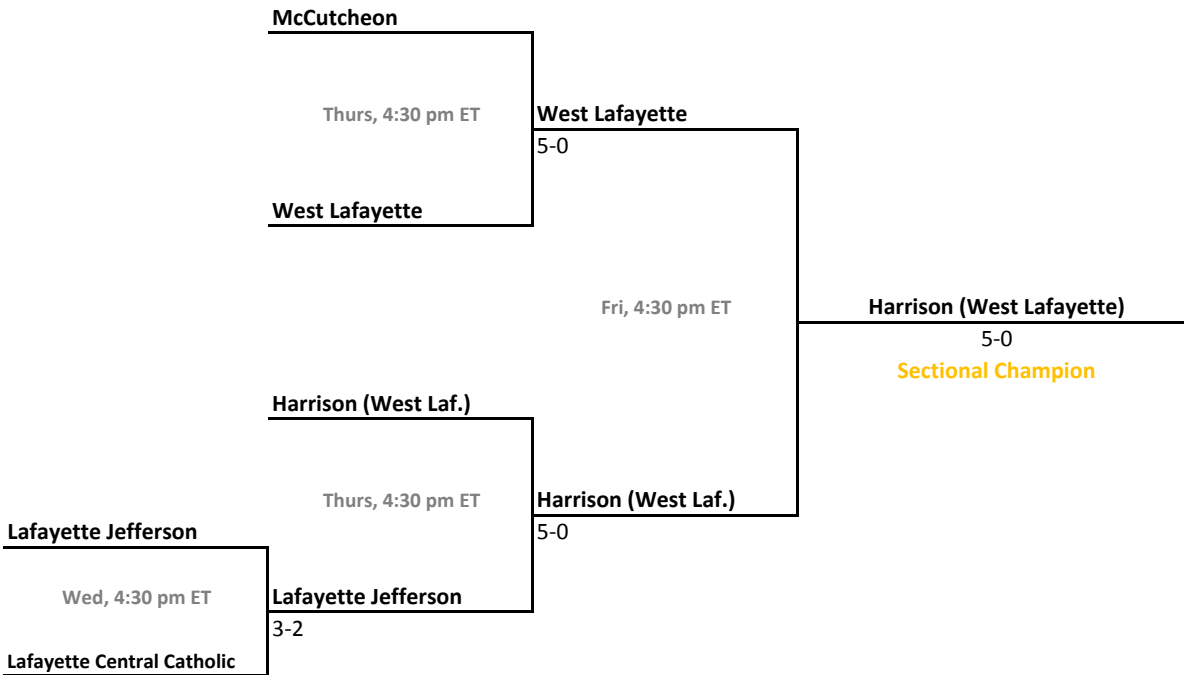 McCutcheon
Thurs, 4:30 pm ET
West Lafayette
5-0
West Lafayette
Fri, 4:30 pm ET
Harrison (West Lafayette)
5-0
Sectional Champion
Harrison (West Laf.)
Thurs, 4:30 pm ET
Harrison (West Laf.)
5-0
Lafayette Jefferson
Wed, 4:30 pm ET
Lafayette Jefferson
3-2
Lafayette Central Catholic